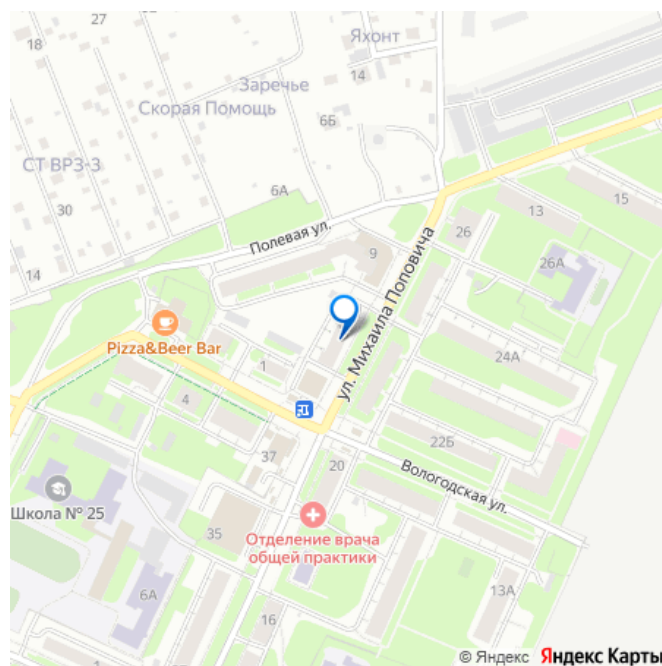 27
32
18
Яхонт
14
Заречье
Скорая Помощь
6Б
СТ ВРЗ-3
6А
30
15
13
Полевая ул.
26
9
26А
14
ул. Михаила Поповича
Pizza&Beer Bar
1
24А
4
22Б
37
20
Вологодская ул.
Школа № 25
35
Отделение врача
общей практики
13А
6А
16
1
© Яндекс Яндекс Карты